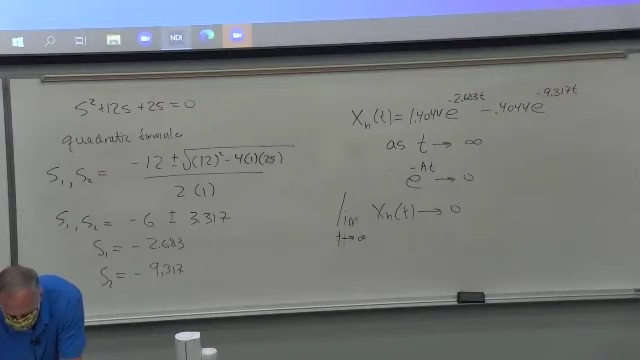 S²+12S+25=0
quadratic formula
S₁,S₂= -12 ± √(12)²-4(1)(25)
2(1)
S₁,S₂= -6 ± 3.317
S₁= -2.683
S₂= -9.317
Xₕ(t)=1.4044e^-2.683t -.4044e^-9.317t
as t→∞
e^-At→0
lim Xₕ(t)→0
t→∞
NDI